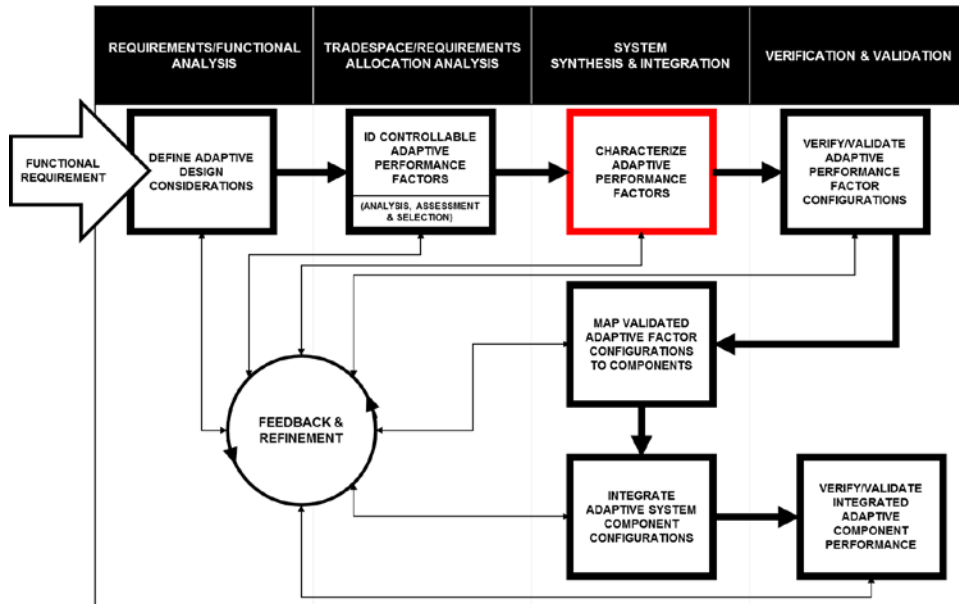 REQUIREMENTS/FUNCTIONAL
ANALYSIS
TRADESPACE/REQUIREMENTS
ALLOCATION ANALYSIS
SYSTEM
SYNTHESIS & INTEGRATION
VERIFICATION & VALIDATION
FUNCTIONAL
REQUIREMENT
DEFINE ADAPTIVE
DESIGN
CONSIDERATIONS
ID CONTROLLABLE
ADAPTIVE
PERFORMANCE
FACTORS
(ANALYSIS, ASSESSMENT
& SELECTION)
CHARACTERIZE
ADAPTIVE
PERFORMANCE
FACTORS
VERIFY/VALIDATE
ADAPTIVE
PERFORMANCE
FACTOR
CONFIGURATIONS
MAP VALIDATED
ADAPTIVE FACTOR
CONFIGURATIONS
TO COMPONENTS
FEEDBACK &
REFINEMENT
INTEGRATE
ADAPTIVE SYSTEM
COMPONENT
CONFIGURATIONS
VERIFY/VALIDATE
INTEGRATED
ADAPTIVE
COMPONENT
PERFORMANCE